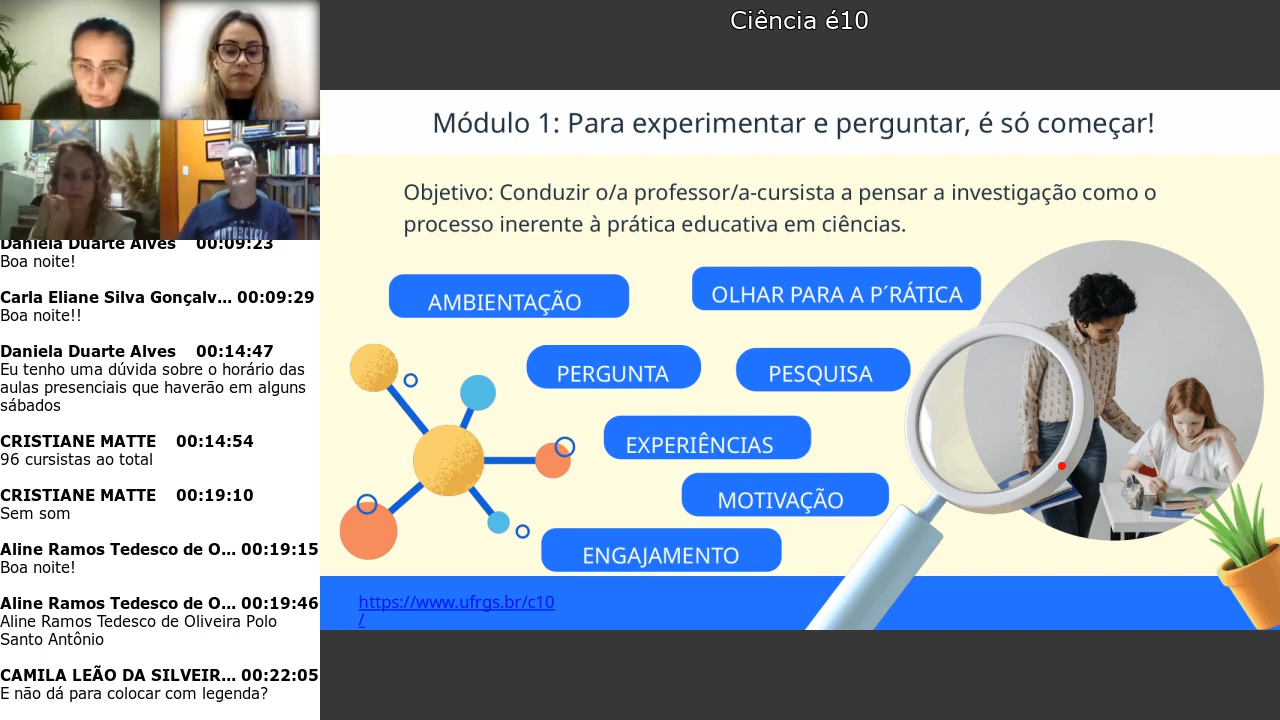 Ciência é10
Módulo 1: Para experimentar e perguntar, é só começar!
Objetivo: Conduzir o/a professor/a-cursista a pensar a investigação como o
processo inerente à prática educativa em ciências.
AMBIENTAÇÃO
OLHAR PARA A P´RÁTICA
PERGUNTA
PESQUISA
EXPERIÊNCIAS
MOTIVAÇÃO
ENGAJAMENTO
https://www.ufrgs.br/c10
/
MOTORCYCLE
Daniela Duarte Alves 00:09:23
Boa noite!
Carla Eliane Silva Gonçalv... 00:09:29
Boa noite!!
Daniela Duarte Alves 00:14:47
Eu tenho uma dúvida sobre o horário das
aulas presenciais que haverão em alguns
sábados
CRISTIANE MATTE 00:14:54
96 cursistas ao total
CRISTIANE MATTE 00:19:10
Sem som
Aline Ramos Tedesco de O... 00:19:15
Boa noite!
Aline Ramos Tedesco de O... 00:19:46
Aline Ramos Tedesco de Oliveira Polo
Santo Antônio
CAMILA LEÃO DA SILVEIR... 00:22:05
E não dá para colocar com legenda?